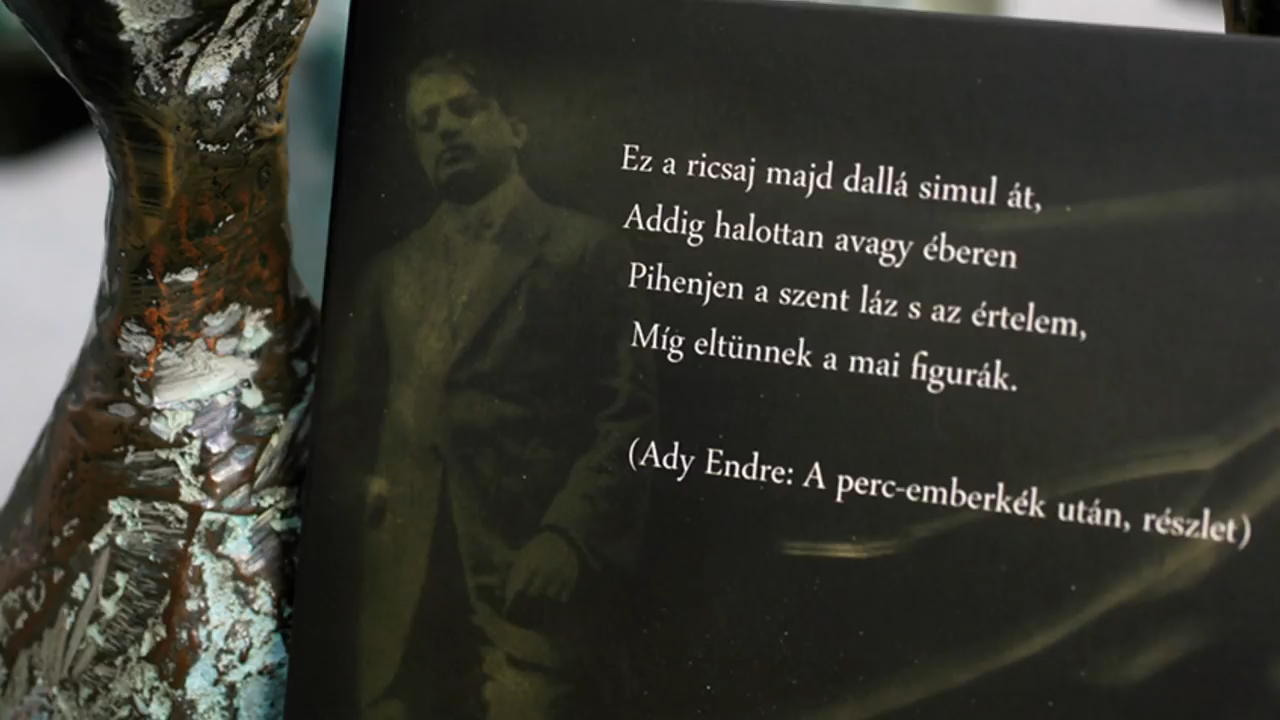 Ez a ricsaj majd dallá simul át,
Addig halottan avagy éberen
Pihenjen a szent láz s az értelem,
Míg eltünnek a mai figurák.
(Ady Endre: A perc-emberkék után, részlet)